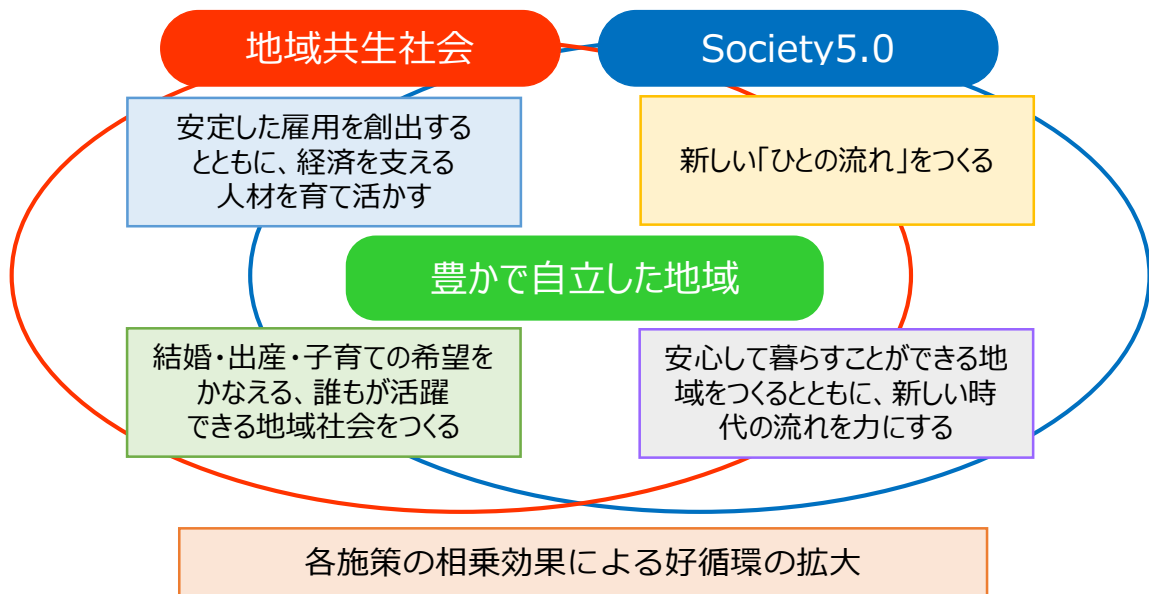 地域共生社会
Society5.0
安定した雇用を創出する
とともに、経済を支える
人材を育て活かす
新しい「ひとの流れ」をつくる
豊かで自立した地域
結婚・出産・子育ての希望を
かなえる、誰もが活躍
できる地域社会をつくる
安心して暮らすことができる地
域をつくるとともに、新しい時
代の流れを力にする
各施策の相乗効果による好循環の拡大